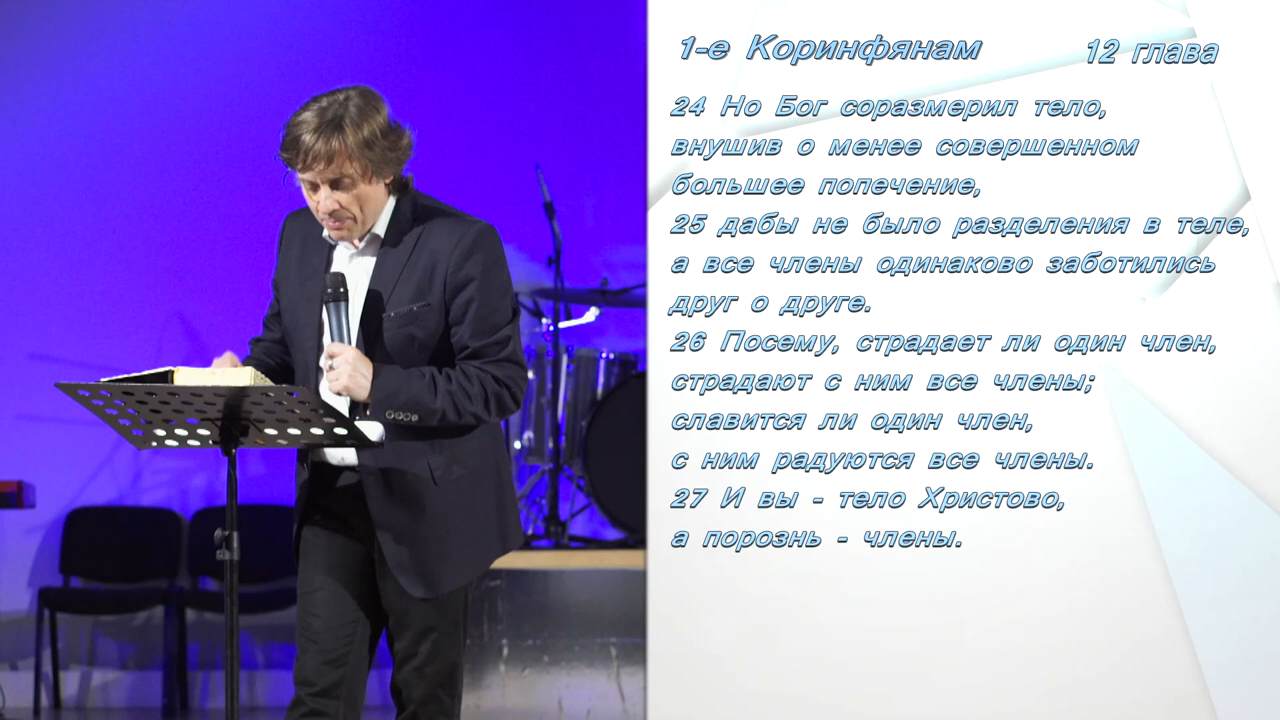 1-е Коринфянам 12 глава
24 Но Бог соразмерил тело,
внушив о менее совершенном
большее попечение,
25 дабы не было разделения в теле,
а все члены одинаково заботились
друг о друге.
26 Посему, страдает ли один член,
страдают с ним все члены;
славится ли один член,
с ним радуются все члены.
27 И вы - тело Христово,
а порознь - члены.